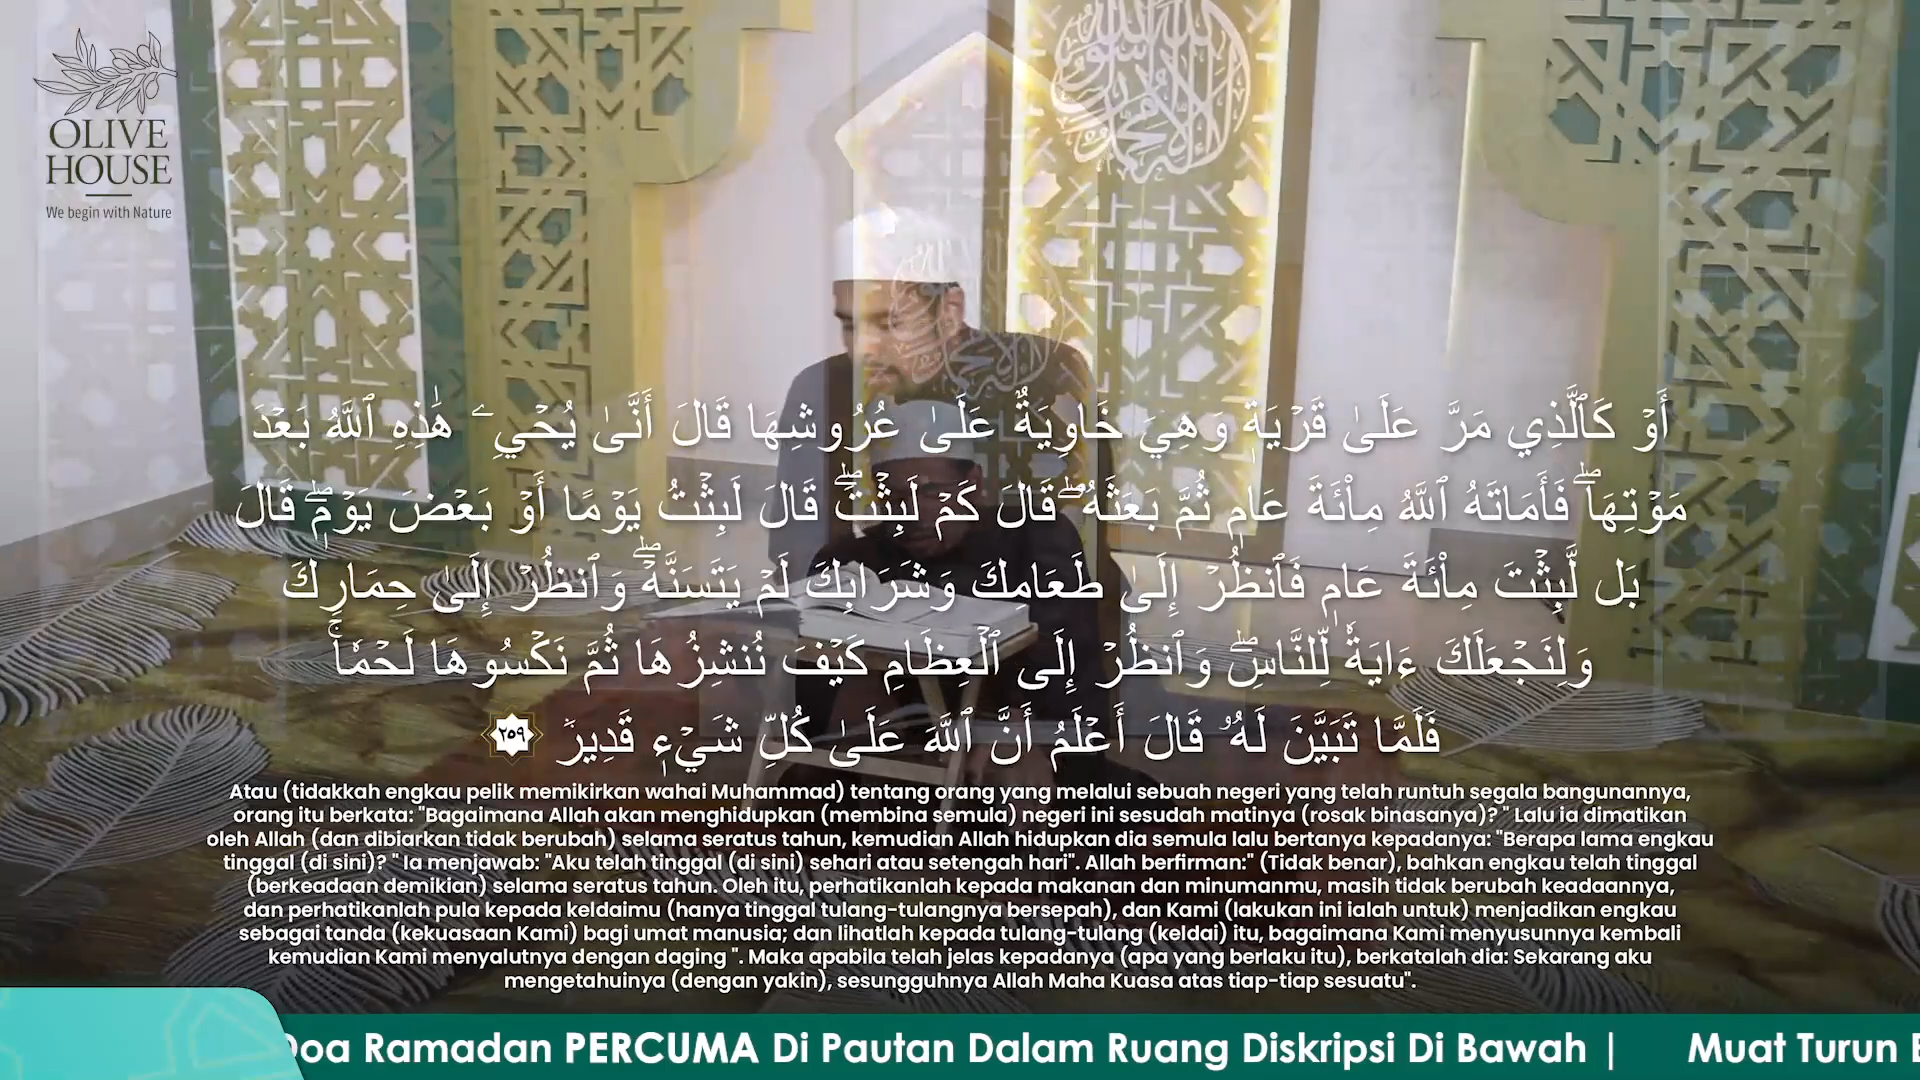 OLIVE
HOUSE
We begin with Nature
أَوۡ كَٱلَّذِي مَرَّ عَلَىٰ قَرۡيَةٖ وَهِيَ خَاوِيَةٌ عَلَىٰ عُرُوشِهَا قَالَ أَنَّىٰ يُحۡيِۦ هَٰذِهِ ٱللَّهُ بَعۡدَ
مَوۡتِهَاۖ فَأَمَاتَهُ ٱللَّهُ مِاْئَةَ عَامٖ ثُمَّ بَعَثَهُۥۖ قَالَ كَمۡ لَبِثۡتَۖ قَالَ لَبِثۡتُ يَوۡمًا أَوۡ بَعۡضَ يَوۡمٖۖ قَالَ
بَل لَّبِثۡتَ مِاْئَةَ عَامٖ فَٱنظُرۡ إِلَىٰ طَعَامِكَ وَشَرَابِكَ لَمۡ يَتَسَنَّهۡۖ وَٱنظُرۡ إِلَىٰ حِمَارِكَ
وَلِنَجۡعَلَكَ ءَايَةٗ لِّلنَّاسِۖ وَٱنظُرۡ إِلَى ٱلۡعِظَامِ كَيۡفَ نُنشِزُهَا ثُمَّ نَكۡسُوهَا لَحۡمٗاۚ
فَلَمَّا تَبَيَّنَ لَهُۥ قَالَ أَعۡلَمُ أَنَّ ٱللَّهَ عَلَىٰ كُلِّ شَيۡءٖ قَدِيرٞ ٢٥٩
Atau (tidakkah engkau pelik memikirkan wahai Muhammad) tentang orang yang melalui sebuah negeri yang telah runtuh segala bangunannya,
orang itu berkata: "Bagaimana Allah akan menghidupkan (membina semula) negeri ini sesudah matinya (rosak binasanya)? " Lalu ia dimatikan
oleh Allah (dan dibiarkan tidak berubah) selama seratus tahun, kemudian Allah hidupkan dia semula lalu bertanya kepadanya: "Berapa lama engkau
tinggal (di sini)? " Ia menjawab: "Aku telah tinggal (di sini) sehari atau setengah hari". Allah berfirman:" (Tidak benar), bahkan engkau telah tinggal
(berkeadaan demikian) selama seratus tahun. Oleh itu, perhatikanlah kepada makanan dan minumanmu, masih tidak berubah keadaannya,
dan perhatikanlah pula kepada keldaimu (hanya tinggal tulang-tulangnya bersepah), dan Kami (lakukan ini ialah untuk) menjadikan engkau
sebagai tanda (kekuasaan Kami) bagi umat manusia; dan lihatlah kepada tulang-tulang (keldai) itu, bagaimana Kami menyusunnya kembali
kemudian Kami menyalutnya dengan daging ". Maka apabila telah jelas kepadanya (apa yang berlaku itu), berkatalah dia: Sekarang aku
mengetahuinya (dengan yakin), sesungguhnya Allah Maha Kuasa atas tiap-tiap sesuatu".
Doa Ramadan PERCUMA Di Pautan Dalam Ruang Diskripsi Di Bawah | Muat Turun